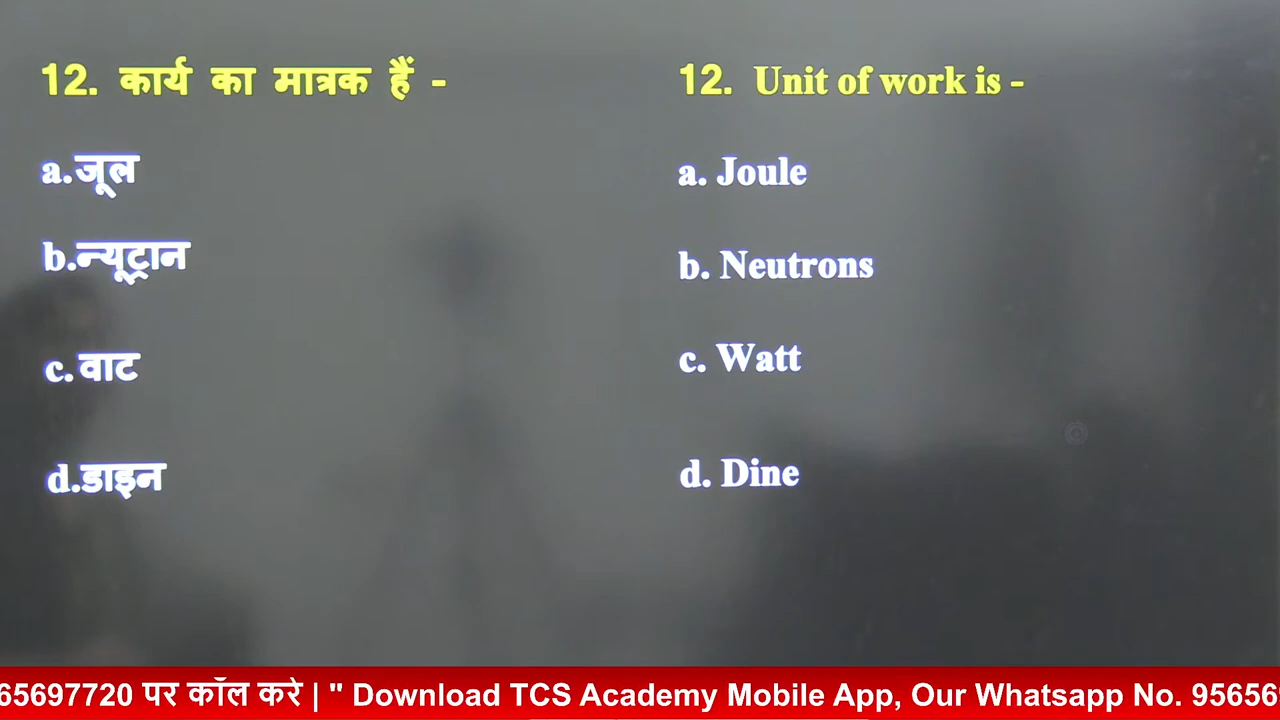 12. कार्य का मात्रक हैं -
a.जूल
b.न्यूट्रान
c. वाट
d.डाइन
12. Unit of work is -
a. Joule
b. Neutrons
c. Watt
d. Dine
65697720 पर कॉल करे | " Download TCS Academy Mobile App, Our Whatsapp No. 95656